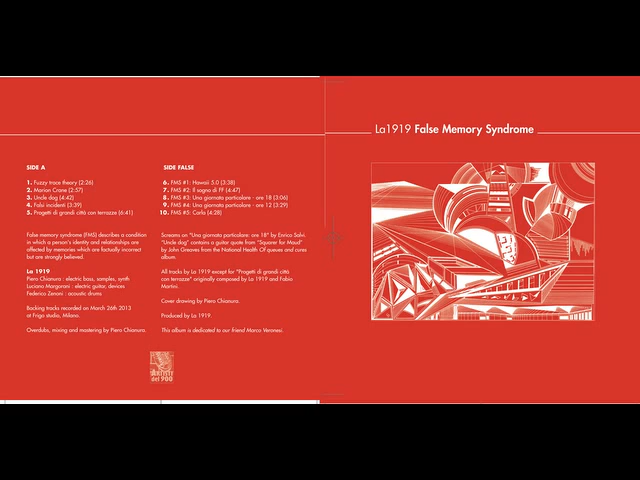 La1919 False Memory Syndrome
SIDE A
1. Fuzzy trace theory (2:26)
2. Marion Crane (2:57)
3. Uncle dog (4:42)
4. Falsi incidenti (3:39)
5. Progetti di grandi città con terrazze (6:41)
False memory syndrome (FMS) describes a condition
in which a person's identity and relationships are
affected by memories which are factually incorrect
but are strongly believed.
La 1919
Piero Chianura : electric bass, samples, synth
Luciano Margorani : electric guitar, devices
Federico Zenoni : acoustic drums
Backing tracks recorded on March 26th 2013
at Frigo studio, Milano.
Overdubs, mixing and mastering by Piero Chianura.
SIDE FALSE
6. FMS #1: Hawaii 5.0 (3:38)
7. FMS #2: Il sogno di FF (4:47)
8. FMS #3: Una giornata particolare - ore 18 (3:06)
9. FMS #4: Una giornata particolare - ore 12 (3:29)
10. FMS #5: Carla (4:28)
Screams on "Una giornata particolare: ore 18" by Enrico Salvi.
"Uncle dog" contains a guitar quote from "Squarer for Maud"
by John Greaves from the National Health Of queues and cures
album.
All tracks by La 1919 except for "Progetti di grandi città
con terrazze" originally composed by La 1919 and Fabio
Martini.
Cover drawing by Piero Chianura.
Produced by La 1919.
This album is dedicated to our friend Marco Veronesi.
del 900